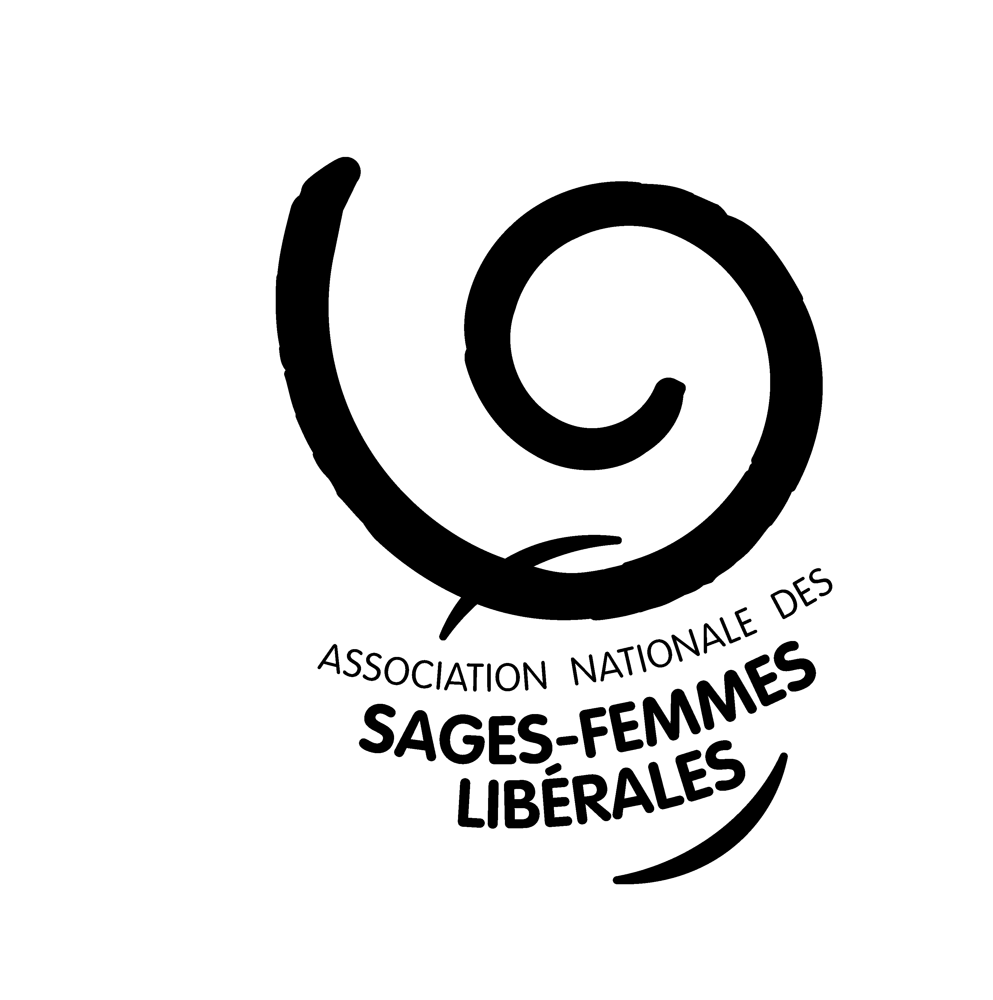 ASSOCIATION NATIONALE DES
SAGES-FEMMES
LIBÉRALES